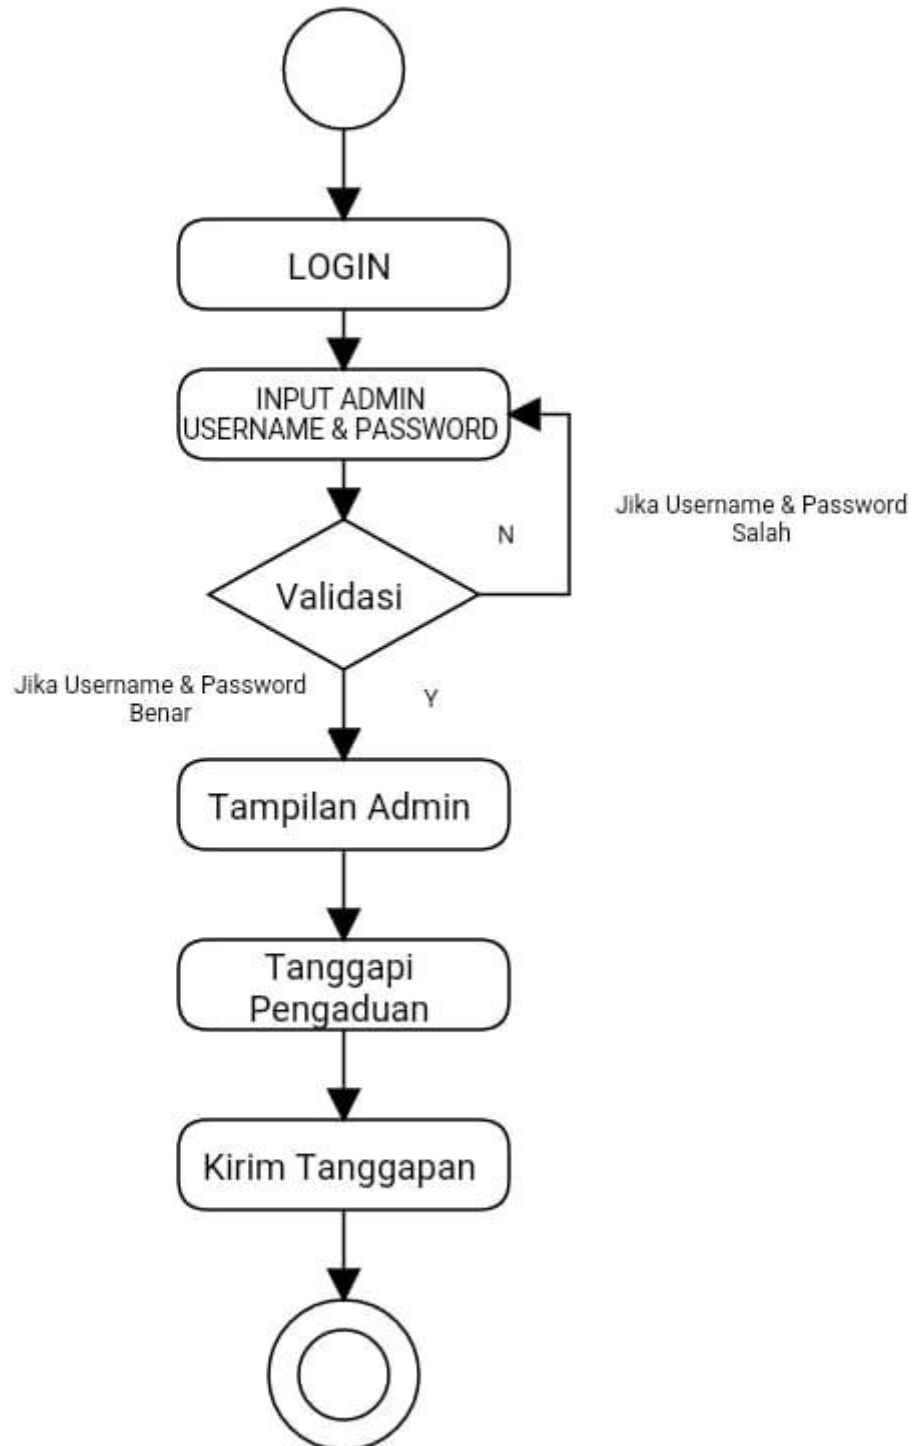 LOGIN
INPUT ADMIN
USERNAME & PASSWORD
Jika Username & Password
Salah
N
Validasi
Jika Username & Password
Benar
Y
Tampilan Admin
Tanggapi
Pengaduan
Kirim Tanggapan